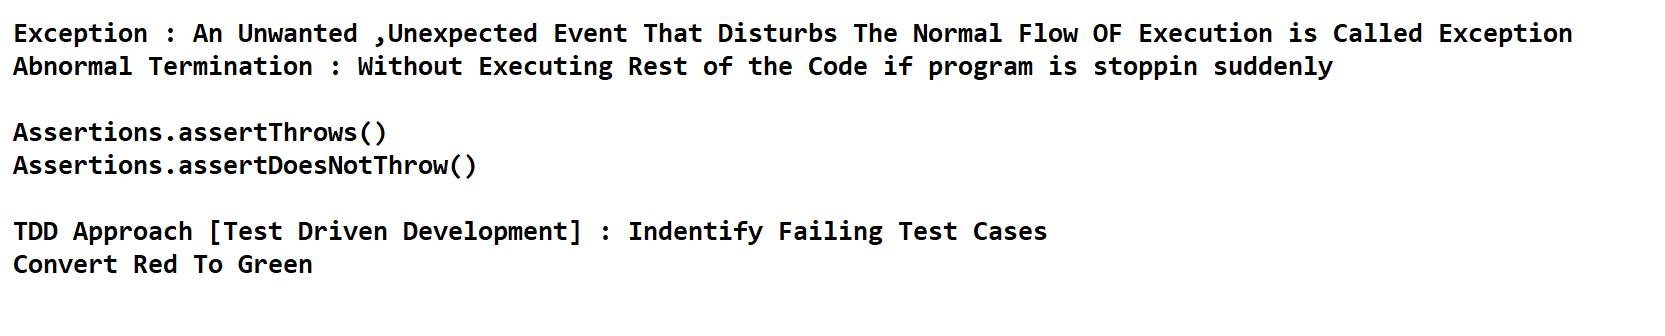 Exception : An Unwanted ,Unexpected Event That Disturbs The Normal Flow OF Execution is Called Exception
Abnormal Termination : Without Executing Rest of the Code if program is stoppin suddenly
Assertions.assertThrows()
Assertions.assertDoesNotThrow()
TDD Approach [Test Driven Development] : Indentify Failing Test Cases
Convert Red To Green